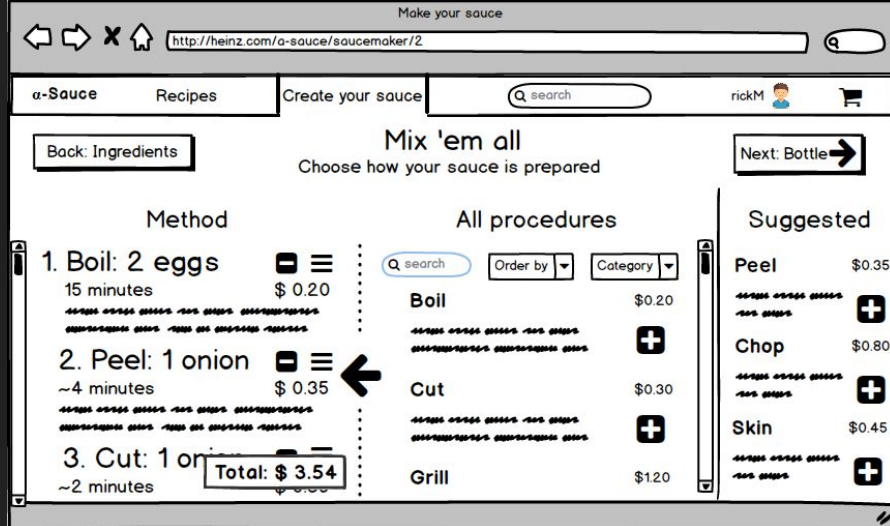 Make your sauce
http://heinz.com/a-sauce/saucemaker/2
α-Sauce
Recipes
Create your sauce
search
rickM
Back: Ingredients
Mix 'em all
Choose how your sauce is prepared
Next: Bottle
Method
1. Boil: 2 eggs
15 minutes
$ 0.20
2. Peel: 1 onion
~4 minutes
$ 0.35
3. Cut: 1
~2 minutes
Total: $ 3.54
All procedures
search
Order by
Category
Boil
$0.20
Cut
$0.30
Grill
$1.20
Suggested
Peel
$0.35
Chop
$0.80
Skin
$0.45